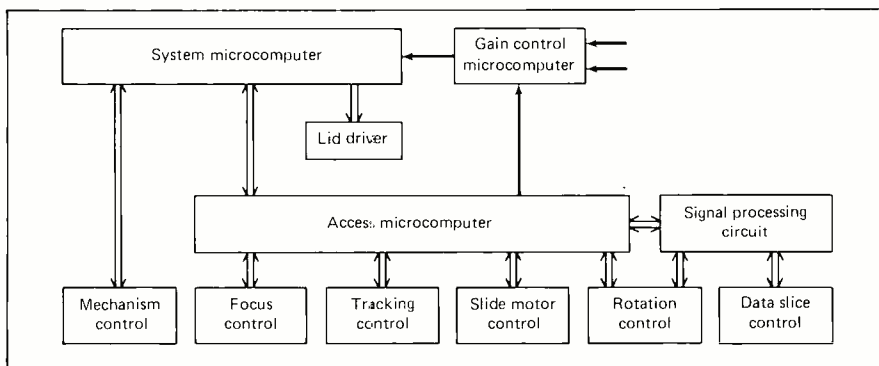 System microcomputer
Gain control
microcomputer
Lid driver
Access microcomputer
Signal processing
circuit
Mechanism
control
Focus
control
Tracking
control
Slide motor
control
Rotation
control
Data slice
control